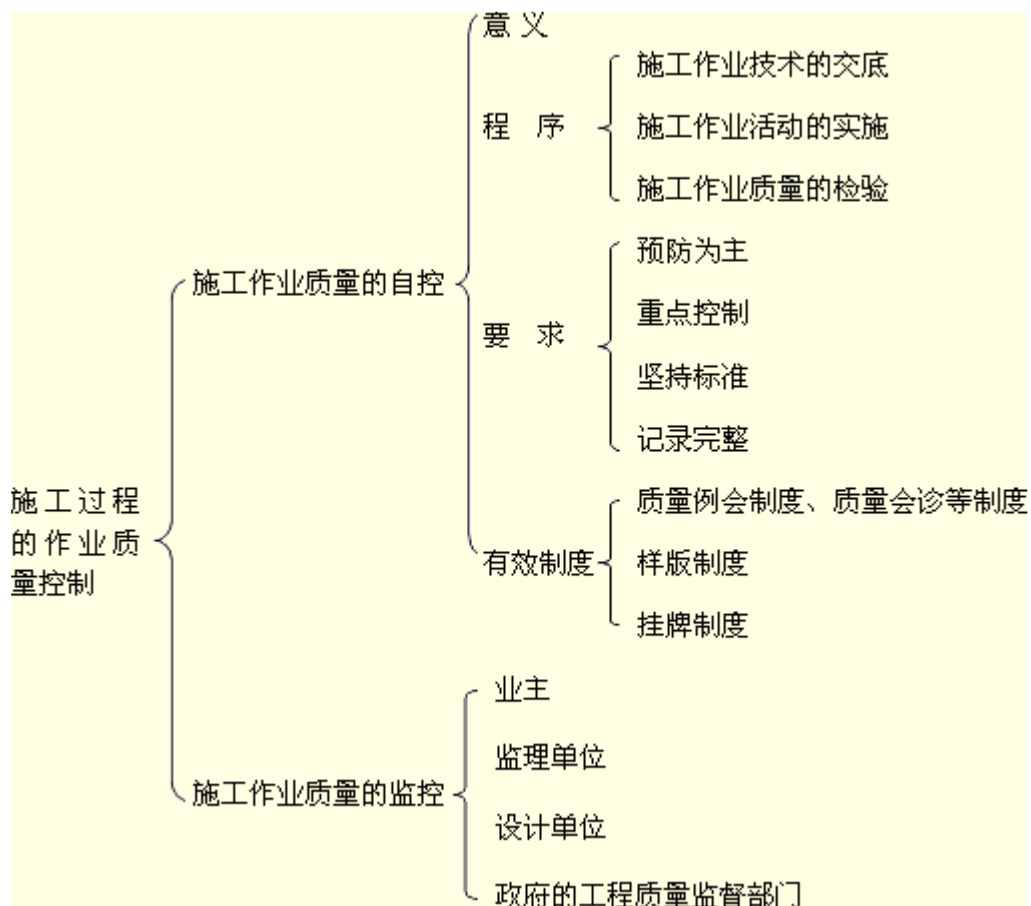 意 义
施工作业技术的交底
程 序
施工作业活动的实施
施工作业质量的检验
预防为主
施工作业质量的自控
重点控制
要 求
坚持标准
记录完整
施工过程
的作业质
量控制
质量例会制度、质量会诊等制度
有效制度
样版制度
挂牌制度
业主
监理单位
施工作业质量的监控
设计单位
政府的工程质量监督部门